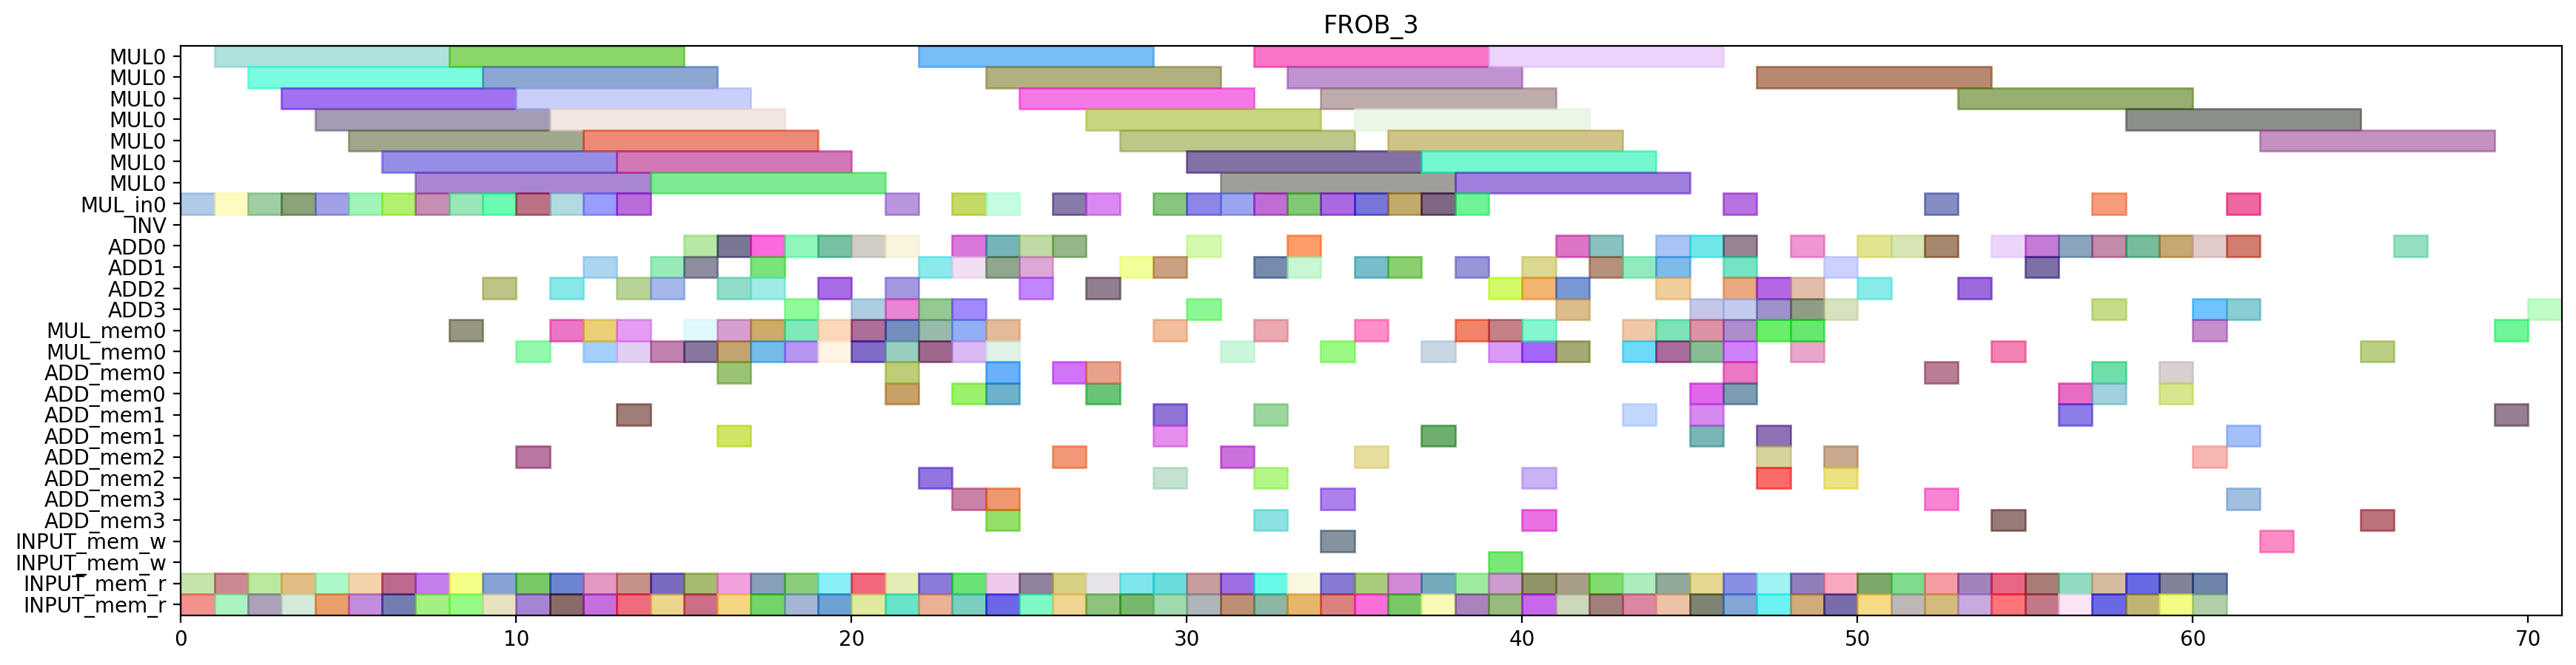 FROB_3
MUL0
MUL0
MUL0
MUL0
MUL0
MUL0
MUL0
MUL_in0
INV
ADD0
ADD1
ADD2
ADD3
MUL_mem0
MUL_mem0
ADD_mem0
ADD_mem0
ADD_mem1
ADD_mem1
ADD_mem2
ADD_mem2
ADD_mem3
ADD_mem3
INPUT_mem_w
INPUT_mem_w
INPUT_mem_r
INPUT_mem_r
0 10 20 30 40 50 60 70